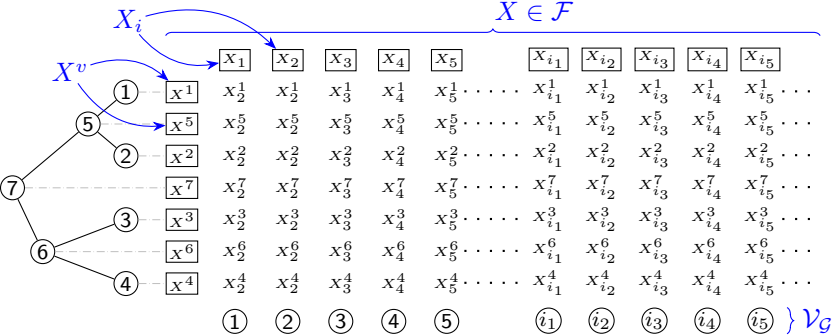 X ∈ ℱ
X_i
X_1 X_2 X_3 X_4 X_5 X_{i_1} X_{i_2} X_{i_3} X_{i_4} X_{i_5}
X^v
1 X^1 X_2^1 X_2^1 X_3^1 X_4^1 X_5^1 ····· X_{i_1}^1 X_{i_2}^1 X_{i_3}^1 X_{i_4}^1 X_{i_5}^1 ···
5 X^5 X_2^5 X_2^5 X_3^5 X_4^5 X_5^5 ····· X_{i_1}^5 X_{i_2}^5 X_{i_3}^5 X_{i_4}^5 X_{i_5}^5 ···
2 X^2 X_2^2 X_2^2 X_3^2 X_4^2 X_5^2 ····· X_{i_1}^2 X_{i_2}^2 X_{i_3}^2 X_{i_4}^2 X_{i_5}^2 ···
7 X^7 X_2^7 X_2^7 X_3^7 X_4^7 X_5^7 ····· X_{i_1}^7 X_{i_2}^7 X_{i_3}^7 X_{i_4}^7 X_{i_5}^7 ···
3 X^3 X_2^3 X_2^3 X_3^3 X_4^3 X_5^3 ····· X_{i_1}^3 X_{i_2}^3 X_{i_3}^3 X_{i_4}^3 X_{i_5}^3 ···
6 X^6 X_2^6 X_2^6 X_3^6 X_4^6 X_5^6 ····· X_{i_1}^6 X_{i_2}^6 X_{i_3}^6 X_{i_4}^6 X_{i_5}^6 ···
4 X^4 X_2^4 X_2^4 X_3^4 X_4^4 X_5^4 ····· X_{i_1}^4 X_{i_2}^4 X_{i_3}^4 X_{i_4}^4 X_{i_5}^4 ···
1 2 3 4 5 i_1 i_2 i_3 i_4 i_5 } 𝒱_𝒢